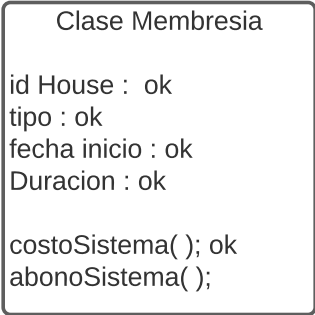 Clase Membresia
id House :  ok
tipo : ok
fecha inicio : ok
Duracion : ok
costoSistema( ); ok
abonoSistema( );